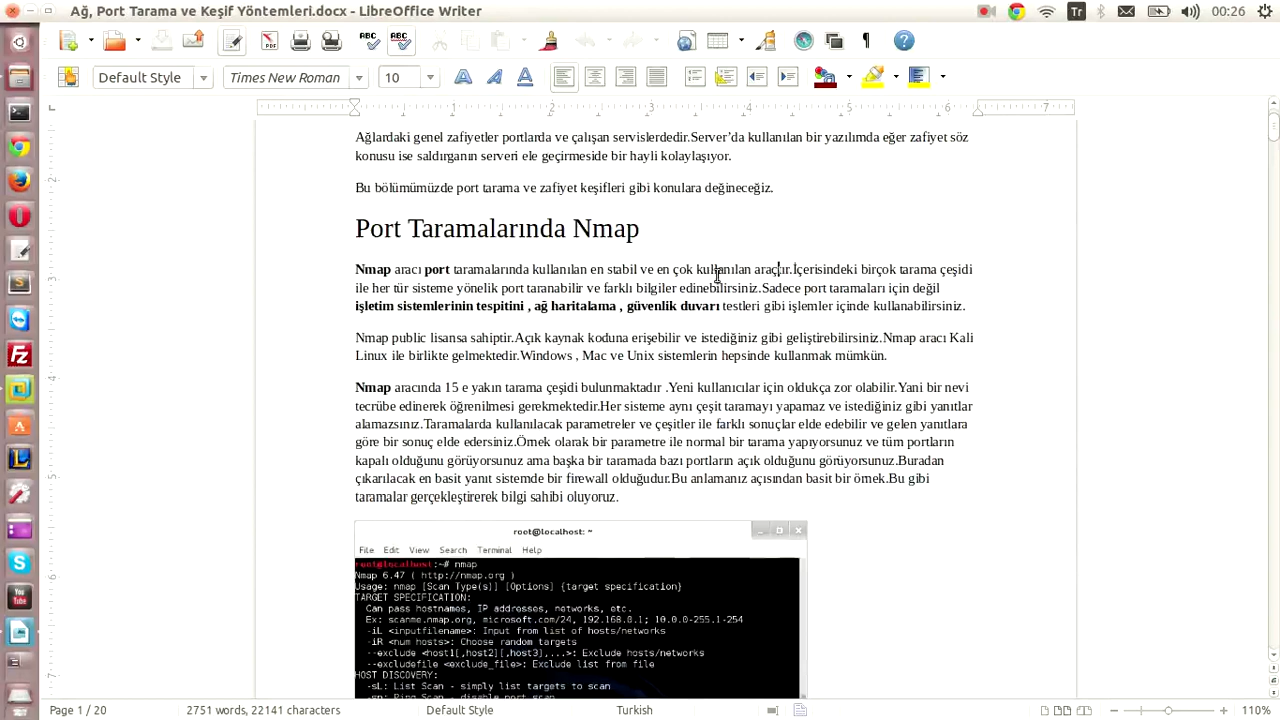 Ağ, Port Tarama ve Keşif Yöntemleri.docx - LibreOffice Writer
Tr
00:26
Default Style
Times New Roman
10
1 2 3 4 5 6 7
Ağlardaki genel zafiyetler portlarda ve çalışan servislerdedir.Server’da kullanılan bir yazılımda eğer zafiyet söz
konusu ise saldırganın serveri ele geçirmeside bir hayli kolaylaşıyor.
Bu bölümümüzde port tarama ve zafiyet keşifleri gibi konulara değineceğiz.
Port Taramalarında Nmap
Nmap aracı port taramalarında kullanılan en stabil ve en çok kullanılan araçtır.İçerisindeki birçok tarama çeşidi
ile her tür sisteme yönelik port taranabilir ve farklı bilgiler edinebilirsiniz.Sadece port taramaları için değil
işletim sistemlerinin tespitini , ağ haritalama , güvenlik duvarı testleri gibi işlemler içinde kullanabilirsiniz.
Nmap public lisansa sahiptir.Açık kaynak koduna erişebilir ve istediğiniz gibi geliştirebilirsiniz.Nmap aracı Kali
Linux ile birlikte gelmektedir.Windows , Mac ve Unix sistemlerin hepsinde kullanmak mümkün.
Nmap aracında 15 e yakın tarama çeşidi bulunmaktadır .Yeni kullanıcılar için oldukça zor olabilir.Yani bir nevi
tecrübe edinerek öğrenilmesi gerekmektedir.Her sisteme aynı çeşit taramayı yapamaz ve istediğiniz gibi yanıtlar
alamazsınız.Taramalarda kullanılacak parametreler ve çeşitler ile farklı sonuçlar elde edebilir ve gelen yanıtlara
göre bir sonuç elde edersiniz.Örnek olarak bir parametre ile normal bir tarama yapıyorsunuz ve tüm portların
kapalı olduğunu görüyorsunuz ama başka bir taramada bazı portların açık olduğunu görüyorsunuz.Buradan
çıkarılacak en basit yanıt sistemde bir firewall olduğudur.Bu anlamanız açısından basit bir örnek.Bu gibi
taramalar gerçekleştirerek bilgi sahibi oluyoruz.
root@localhost: ~
File Edit View Search Terminal Help
root@localhost:~# nmap
Nmap 6.47 ( http://nmap.org )
Usage: nmap [Scan Type(s)] [Options] {target specification}
TARGET SPECIFICATION:
Can pass hostnames, IP addresses, networks, etc.
Ex: scanme.nmap.org, microsoft.com/24, 192.168.0.1; 10.0.0-255.1-254
-iL <inputfilename>: Input from list of hosts/networks
-iR <num hosts>: Choose random targets
--exclude <host1[,host2][,host3],...>: Exclude hosts/networks
--excludefile <exclude_file>: Exclude list from file
HOST DISCOVERY:
-sL: List Scan - simply list targets to scan
-sn: Ping Scan - disable port scan
Page 1 / 20
2751 words, 22141 characters
Default Style
Turkish
110%